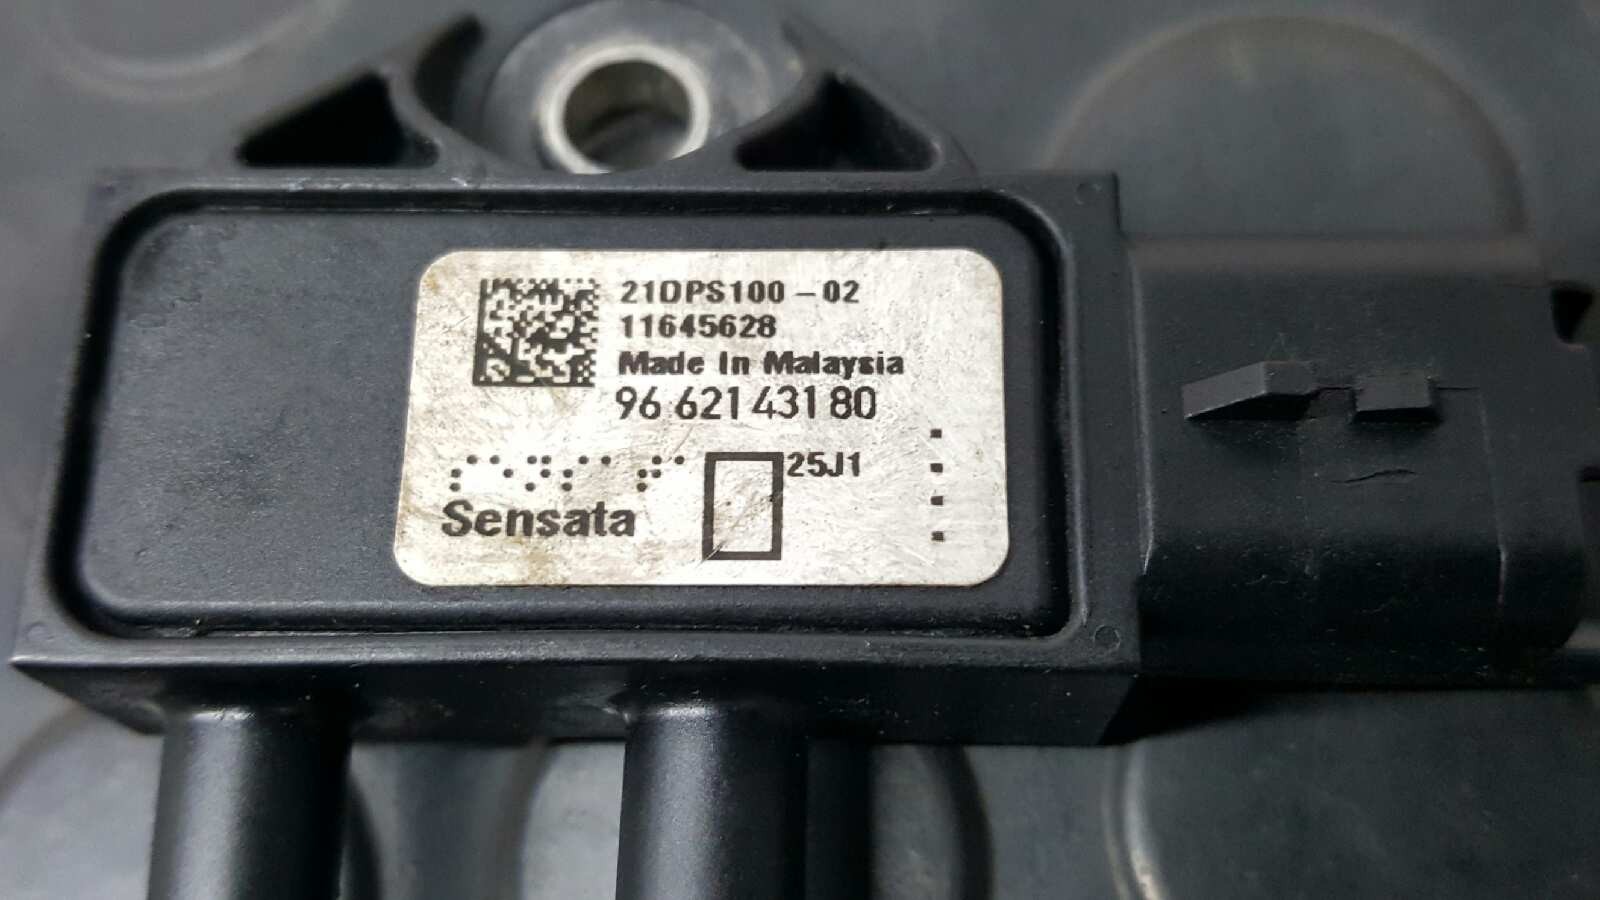 21DPS100-02
11645628
Made In Malaysia
96 621 431 80
25J1
Sensata